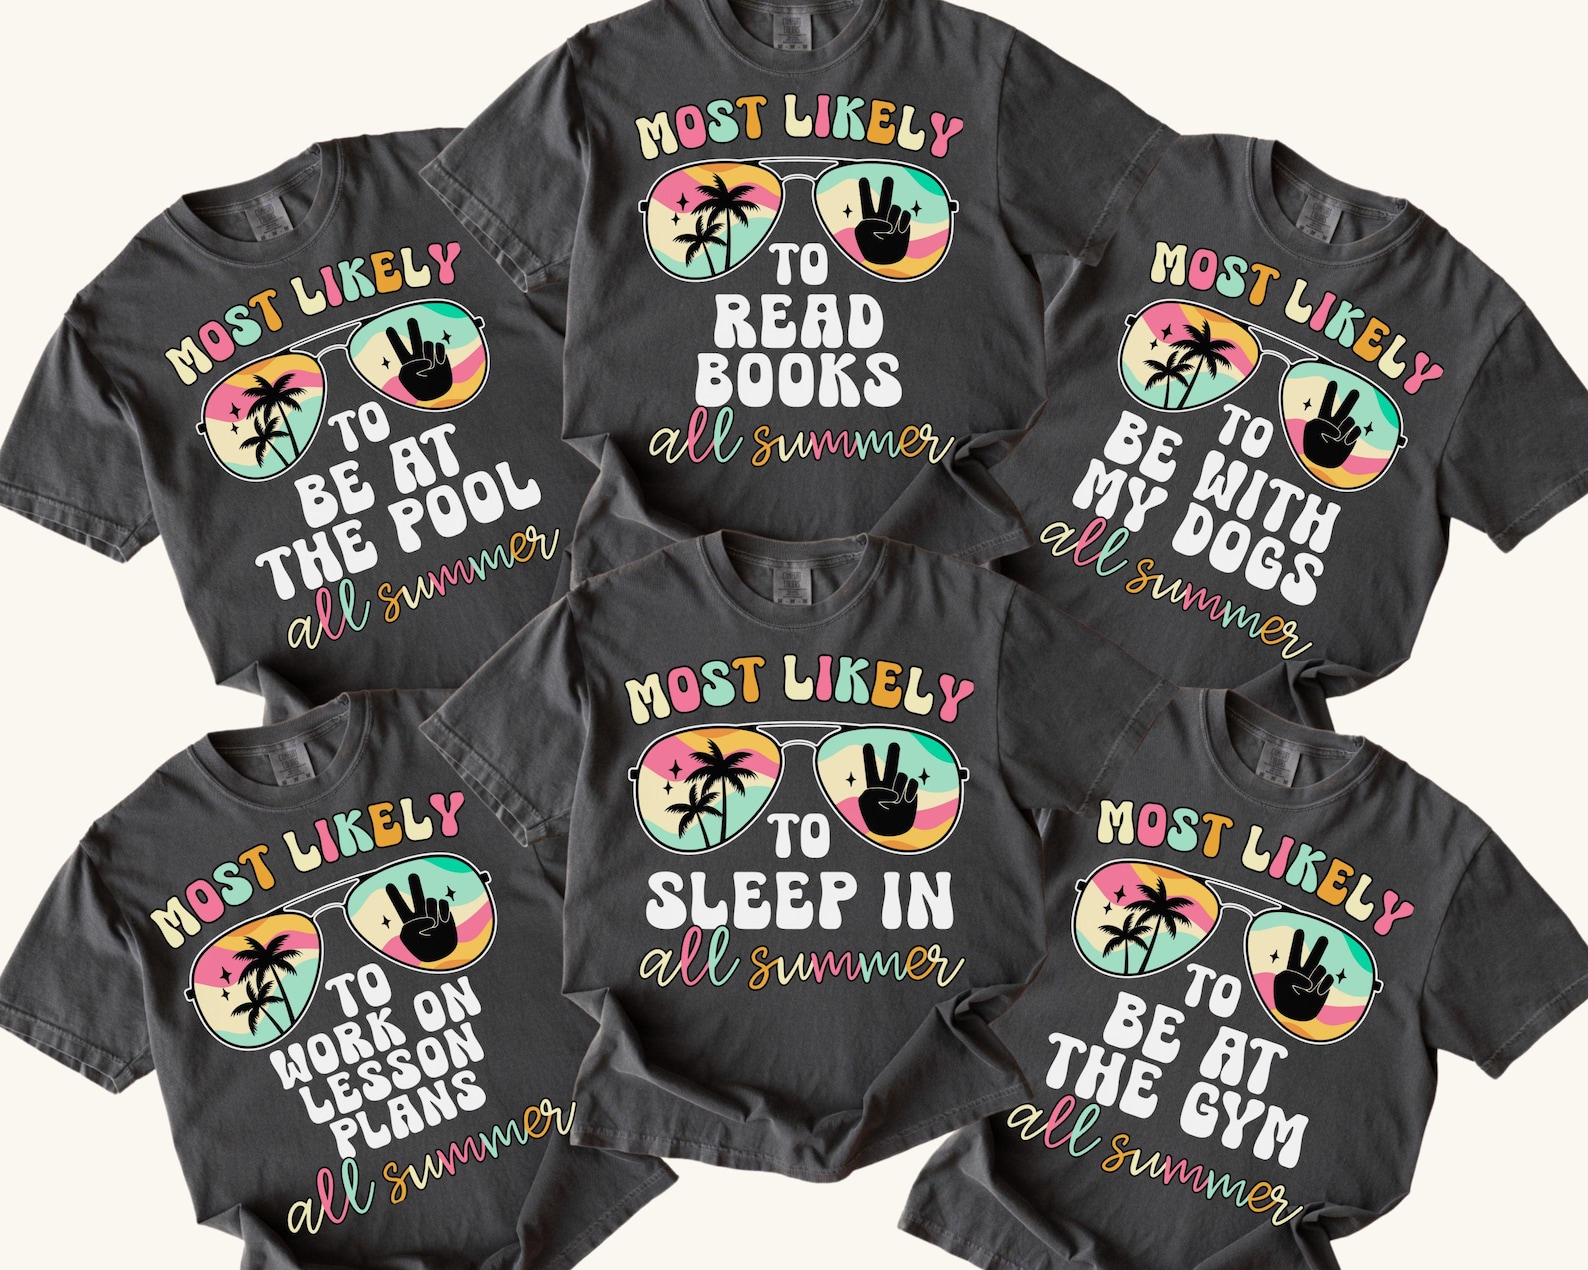 MOST LIKELY
TO
READ
BOOKS
all summer
MOST LIKELY
TO
BE AT
THE POOL
all summer
MOST LIKELY
TO
BE WITH
MY DOGS
all summer
MOST LIKELY
TO
SLEEP IN
all summer
MOST LIKELY
TO
WORK ON
LESSON
PLANS
all summer
MOST LIKELY
TO
BE AT
THE GYM
all summer